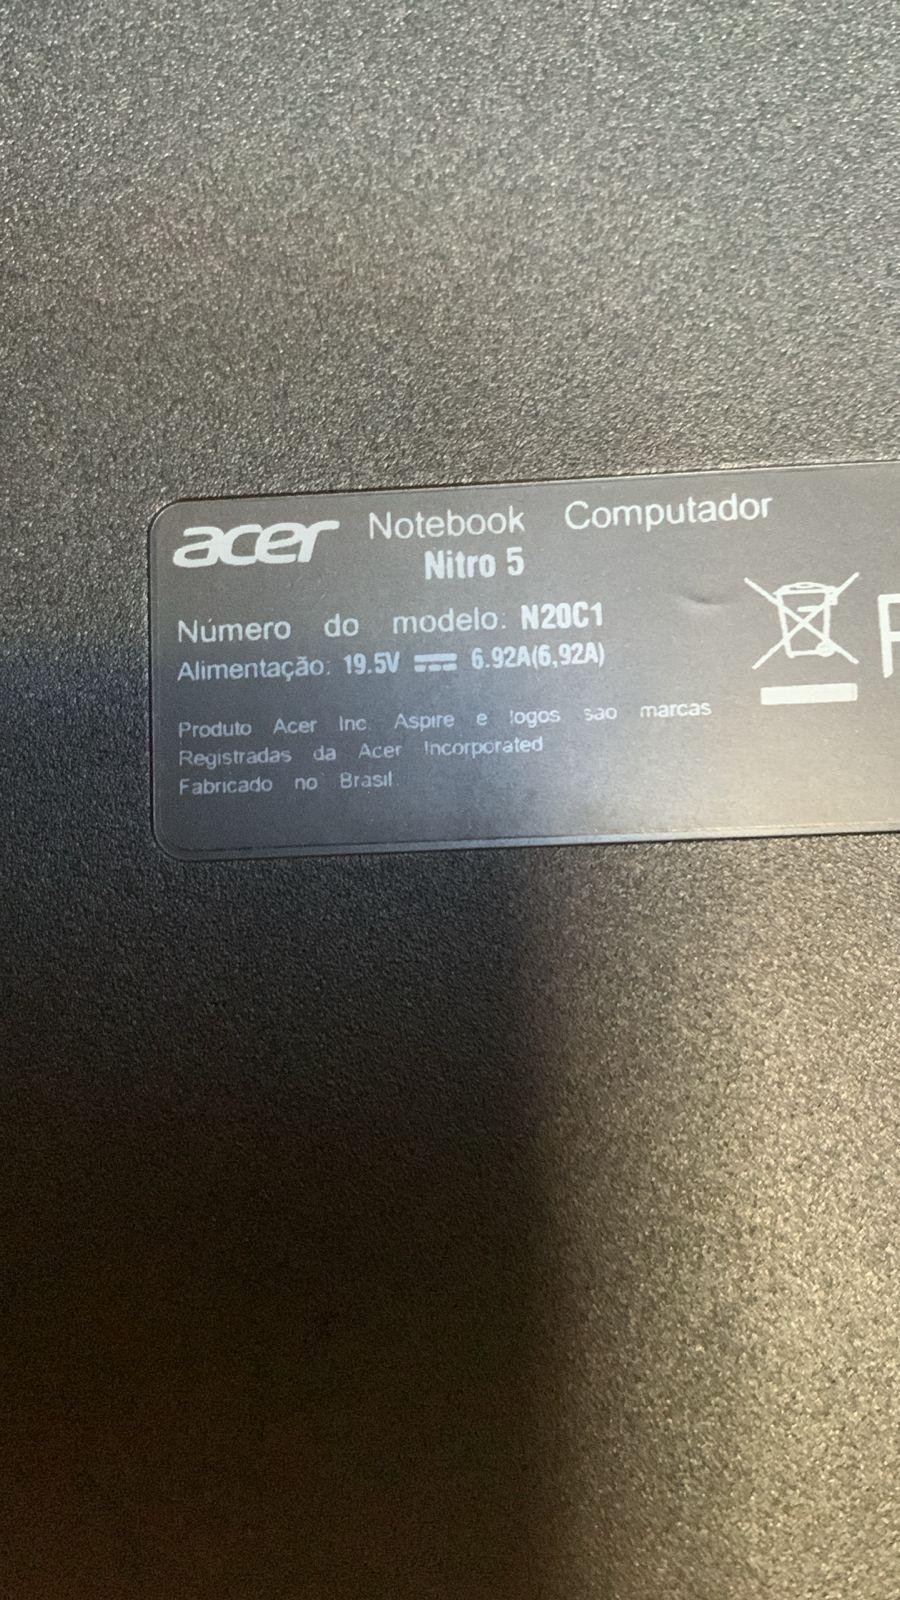 acer Notebook Computador
Nitro 5
Número do modelo: N20C1
Alimentação: 19.5V ⎓ 6.92A(6,92A)
Produto Acer Inc. Aspire e logos são marcas
Registradas da Acer Incorporated
Fabricado no Brasil